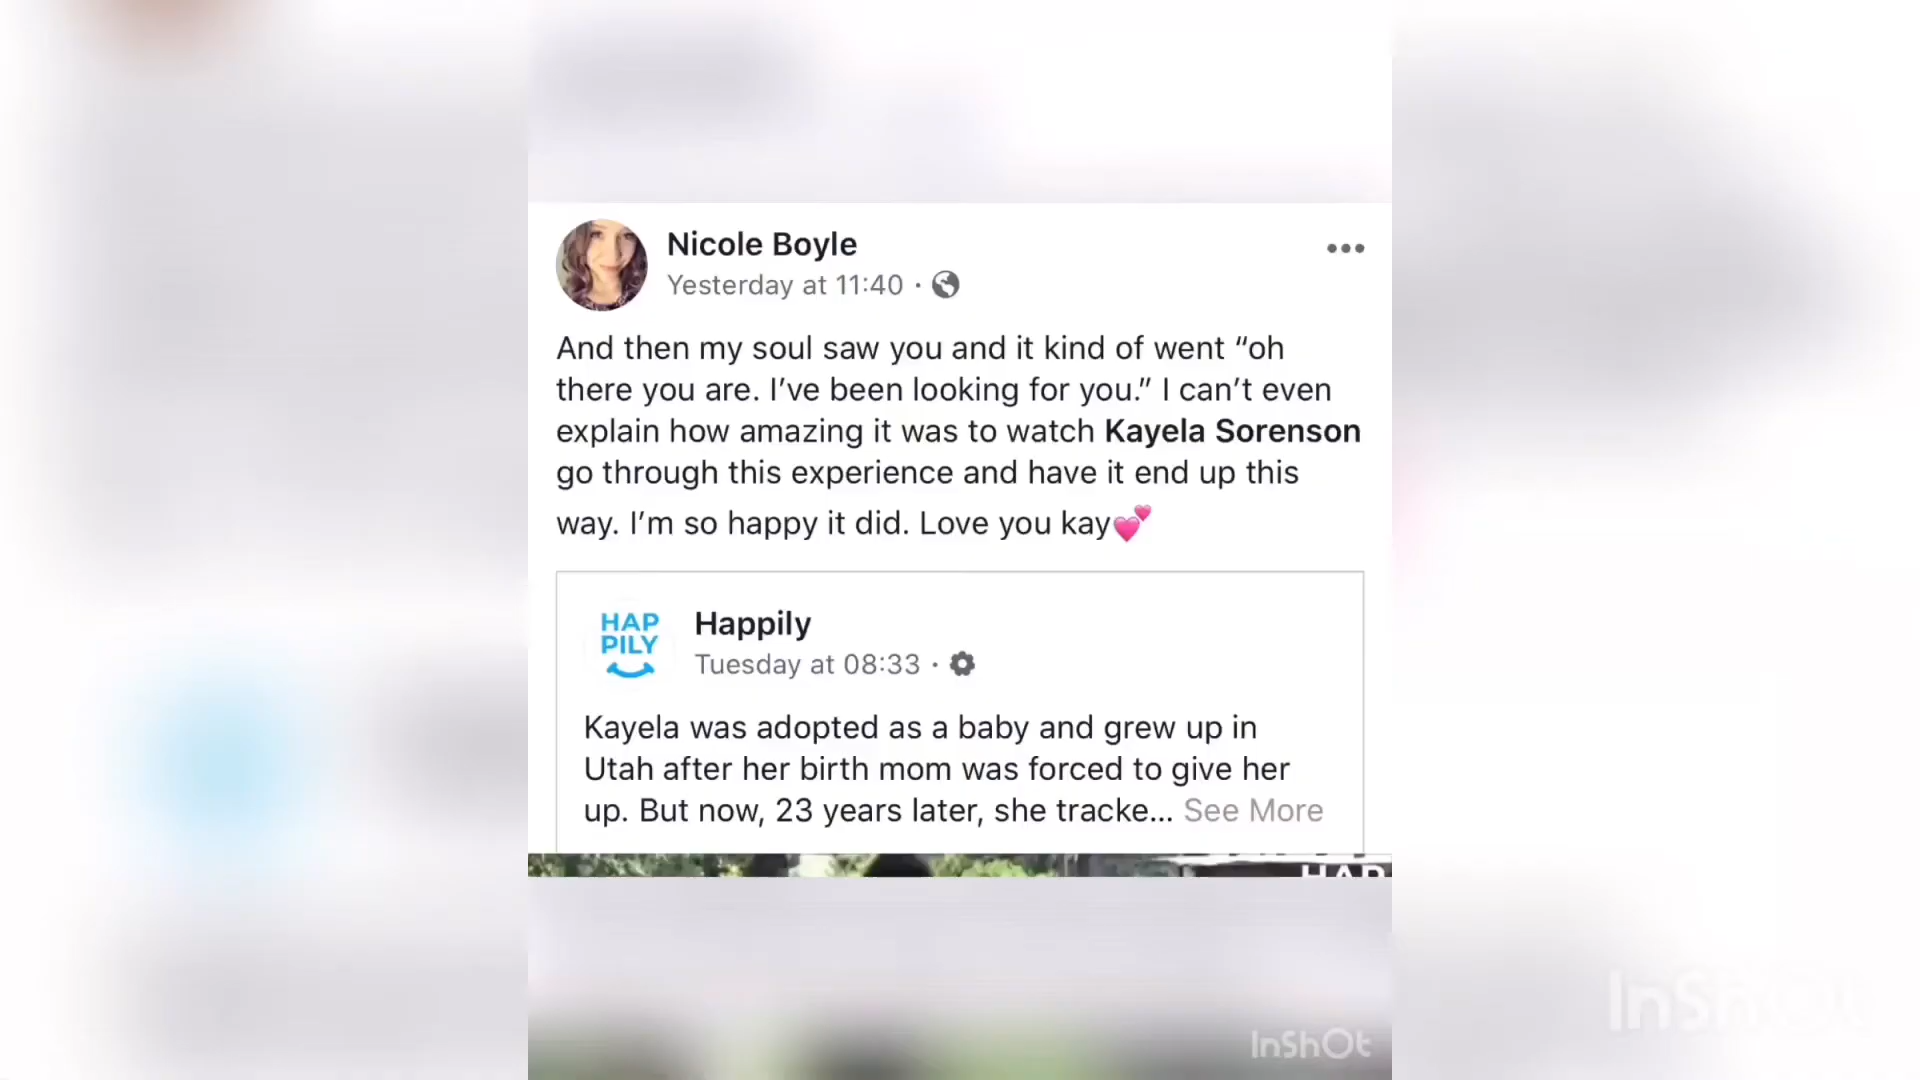 Nicole Boyle
Yesterday at 11:40 ·
And then my soul saw you and it kind of went “oh
there you are. I’ve been looking for you.” I can’t even
explain how amazing it was to watch Kayela Sorenson
go through this experience and have it end up this
way. I’m so happy it did. Love you kay💕
HAP
PILY
Happily
Tuesday at 08:33 ·
Kayela was adopted as a baby and grew up in
Utah after her birth mom was forced to give her
up. But now, 23 years later, she tracke... See More
InShOt
InShOt